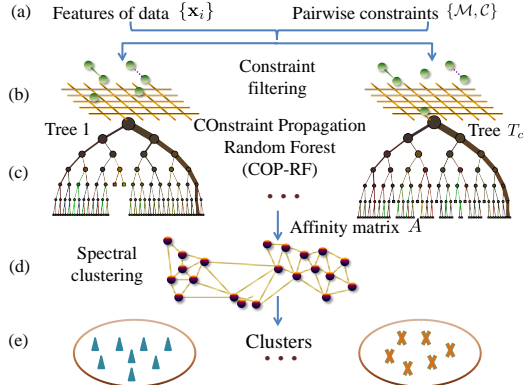 (a) Features of data {𝐱ᵢ} Pairwise constraints {ℳ, 𝒞}
Constraint
filtering
(b)
Tree 1 COnstraint Propagation Tree T_c
Random Forest
(c) (COP-RF)
Affinity matrix A
Spectral
clustering
(d)
(e) Clusters